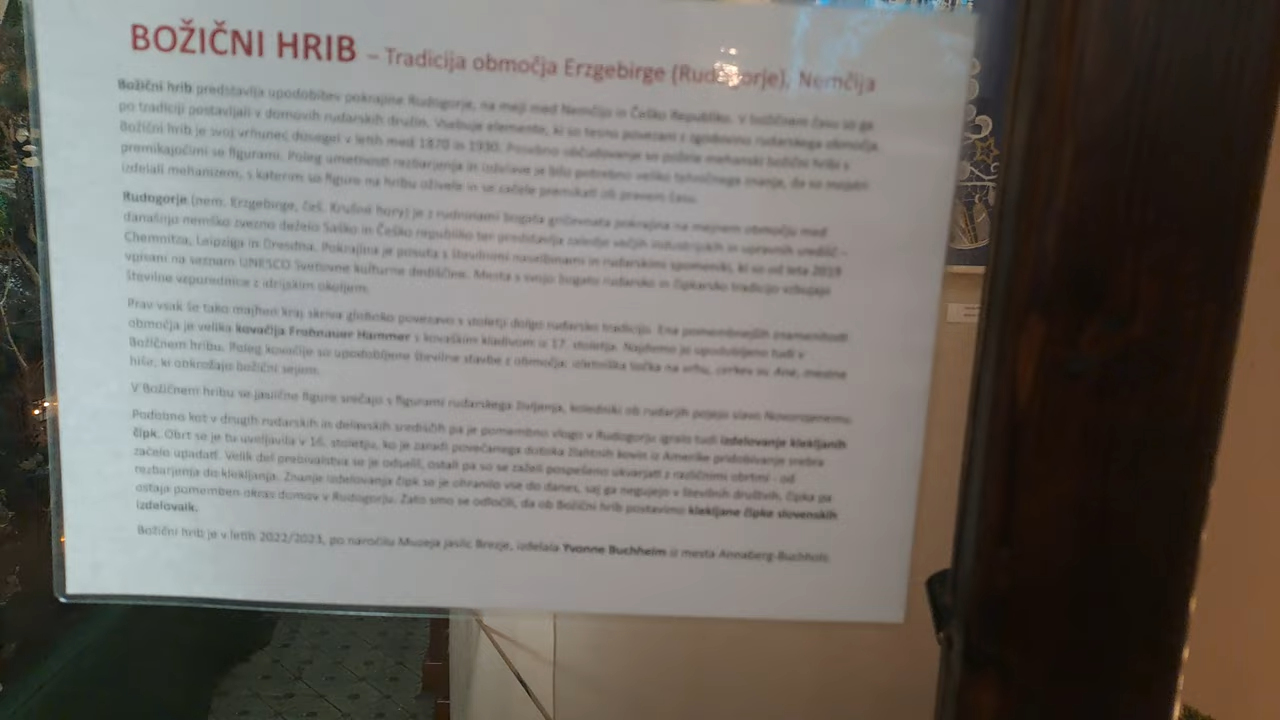 BOŽIČNI HRIB – Tradicija območja Erzgebirge (Rudogorje), Nemčija
Božični hrib predstavlja upodobitev pokrajine Rudogorje, na meji med Nemčijo in Češko Republiko. V božičnem času so ga
po tradiciji postavljali v domovih rudarskih družin. Vsebuje elemente, ki so tesno povezani z zgodovino rudarskega območja.
Božični hrib je svoj vrhunec dosegel v letih med 1870 in 1930. Posebno občudovanje so požele mehanski božični hribi s
premikajočimi se figurami. Poleg umetnosti rezbarjenja in izdelave je bilo potrebno veliko tehničnega znanja, da so mojstri
izdelali mehanizem, s katerim so figure na hribu oživele in se začele premikati ob pravem času.
Rudogorje (nem. Erzgebirge, češ. Krušné hory) je z rudninami bogata gričevnata pokrajina na mejnem območju med
današnjo nemško zvezno deželo Saško in Češko republiko ter predstavlja zaledje večjih industrijskih in upravnih središč –
Chemnitza, Leipziga in Dresdna. Pokrajina je posuta s številnimi naselbinami in rudarskimi spomeniki, ki so od leta 2019
vpisani na seznam UNESCO Svetovne kulturne dediščine. Mesta s svojo bogato rudarsko in čipkarsko tradicijo vzbujajo
številne vzporednice z idrijskim okoljem.
Prav vsak še tako majhen kraj skriva globoko povezavo s stoletji dolgo rudarsko tradicijo. Ena pomembnejših znamenitosti
območja je velika kovačija Frohnauer Hammer s kovaškim kladivom iz 17. stoletja. Najdemo jo upodobljeno tudi v
Božičnem hribu. Poleg kovačije so upodobljene številne stavbe z območja: vrh, cerkev sv. Ane, mestne
hiše, ki obkrožajo božični sejem.
V Božičnem hribu se jaslične figure srečajo s figurami rudarskega življenja, koledniki ob rudarjih pojejo slavo Novorojenemu.
Podobno kot v drugih rudarskih in delavskih središčih pa je pomembno vlogo v Rudogorju igralo tudi izdelovanje klekljanih
čipk. Obrt se je tu uveljavila v 16. stoletju, ko je zaradi povečanega dotoka žlahtnih kovin iz Amerike pridobivanje srebra
začelo upadati. Velik del prebivalstva se je odselil, ostali pa so se začeli pospešeno ukvarjati z različnimi obrtmi - od
rezbarjenja do klekljanja. Znanje izdelovanja čipk se je ohranilo vse do danes, saj ga negujejo v številnih društvih, čipka pa
ostaja pomemben okras domov v Rudogorju. Zato smo se odločili, da ob Božični hrib postavimo klekljane čipke slovenskih
izdelovalk.
Božični hrib je v letih 2022/2023, po naročilu Muzeja jaslic Brezje, izdelala Yvonne Buchheim iz mesta Annaberg-Buchholz.